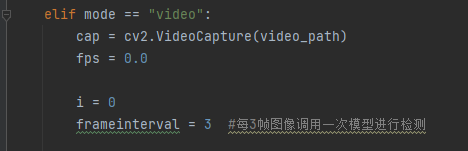 elif mode == "video":
    cap = cv2.VideoCapture(video_path)
    fps = 0.0
    i = 0
    frameinterval = 3  #每3帧图像调用一次模型进行检测